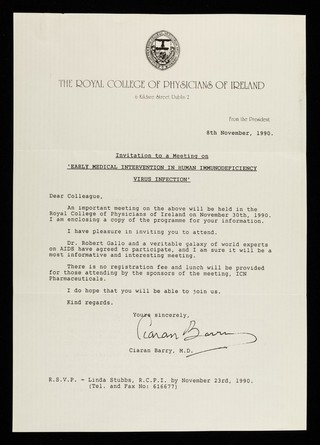 THE ROYAL COLLEGE OF PHYSICIANS OF IRELAND
6 Kildare Street Dublin 2
From the President
8th November, 1990.
Invitation to a Meeting on
'EARLY MEDICAL INTERVENTION IN HUMAN IMMUNODEFICIENCY
VIRUS INFECTION'
Dear Colleague,
An important meeting on the above will be held in the
Royal College of Physicians of Ireland on November 30th, 1990.
I am enclosing a copy of the programme for your information.
I have pleasure in inviting you to attend.
Dr. Robert Gallo and a veritable galaxy of world experts
on AIDS have agreed to participate, and I am sure it will be a
most informative and interesting meeting.
There is no registration fee and lunch will be provided
for those attending by the sponsors of the meeting, ICN
Pharmaceuticals.
I do hope that you will be able to join us.
Kind regards.
Yours sincerely,
Ciaran Barry
Ciaran Barry, M.D.
R.S.V.P. - Linda Stubbs, R.C.P.I. by November 23rd, 1990.
(Tel. and Fax No: 616677)